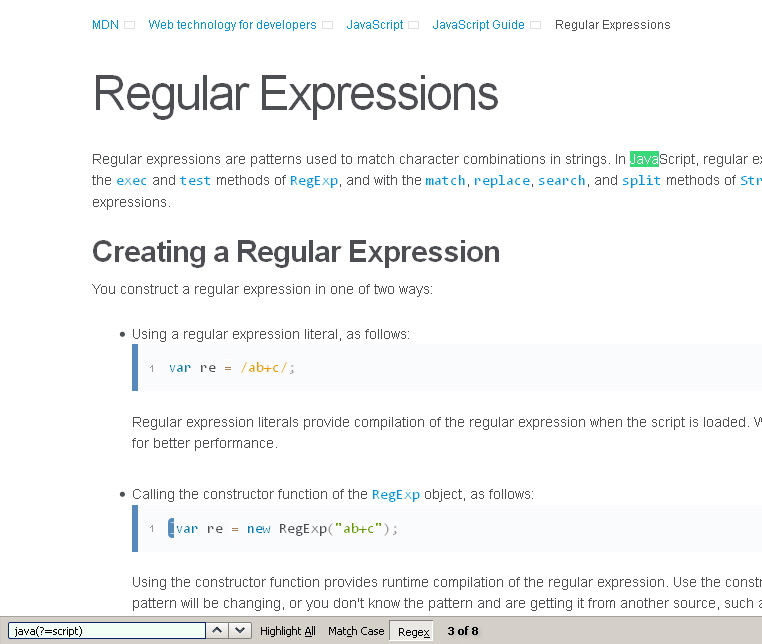 MDN Web technology for developers JavaScript JavaScript Guide Regular Expressions
Regular Expressions
Regular expressions are patterns used to match character combinations in strings. In JavaScript, regular ex
the exec and test methods of RegExp, and with the match, replace, search, and split methods of Str
expressions.
Creating a Regular Expression
You construct a regular expression in one of two ways:
• Using a regular expression literal, as follows:
1 var re = /ab+c/;
Regular expression literals provide compilation of the regular expression when the script is loaded. W
for better performance.
• Calling the constructor function of the RegExp object, as follows:
1 var re = new RegExp("ab+c");
Using the constructor function provides runtime compilation of the regular expression. Use the constr
pattern will be changing, or you don't know the pattern and are getting it from another source, such a
java(?=script) Highlight All Match Case Regex 3 of 8